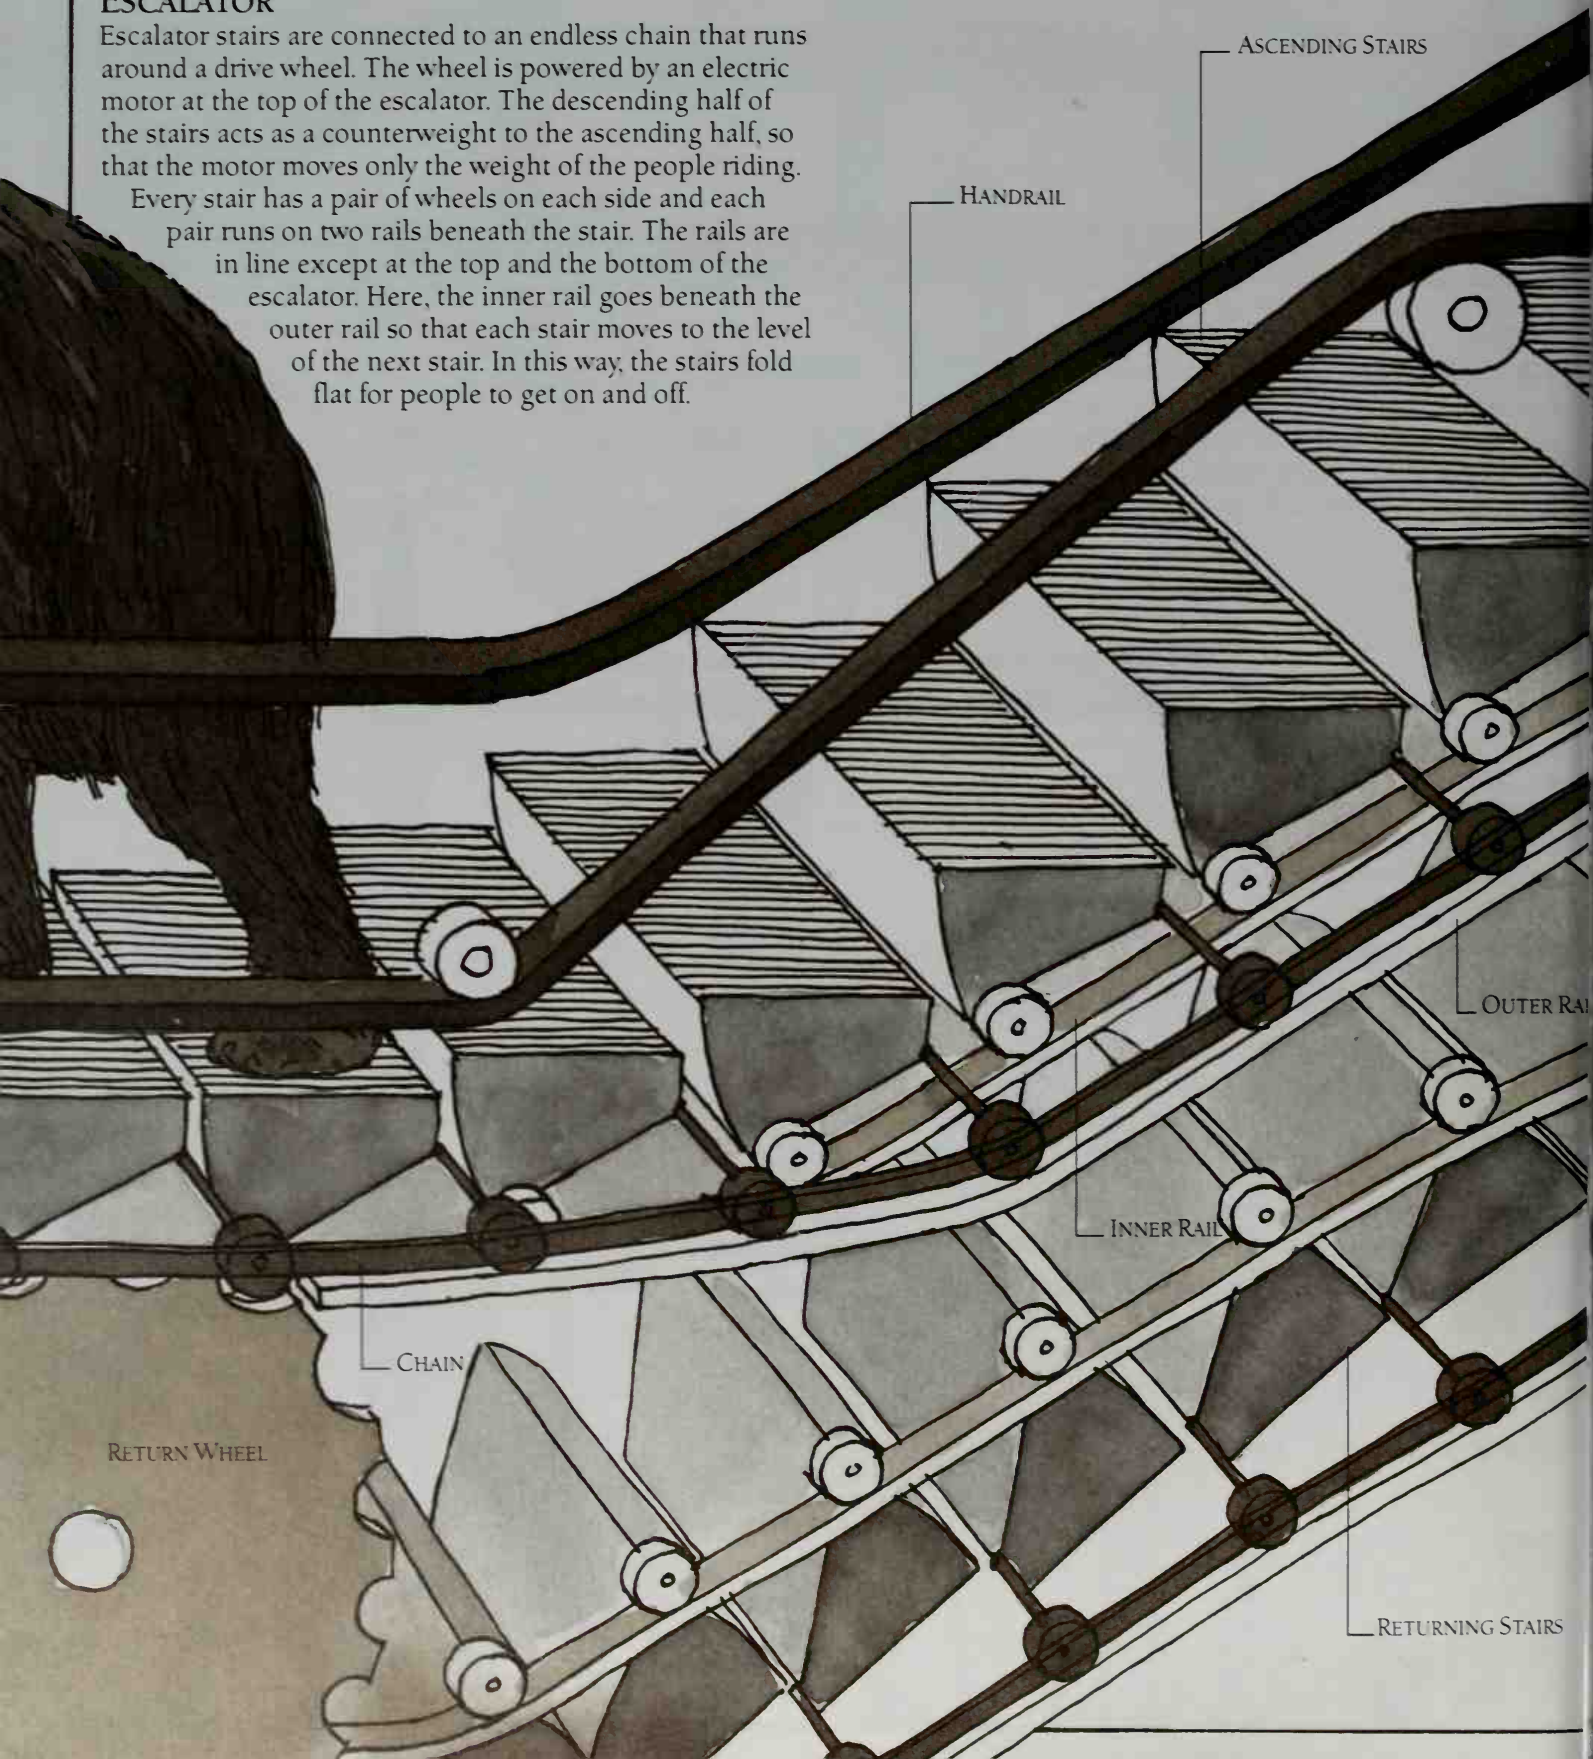 ESCALATOR
Escalator stairs are connected to an endless chain that runs
around a drive wheel. The wheel is powered by an electric
motor at the top of the escalator. The descending half of
the stairs acts as a counterweight to the ascending half, so
that the motor moves only the weight of the people riding.
Every stair has a pair of wheels on each side and each
pair runs on two rails beneath the stair. The rails are
in line except at the top and the bottom of the
escalator. Here, the inner rail goes beneath the
outer rail so that each stair moves to the level
of the next stair. In this way, the stairs fold
flat for people to get on and off.
ASCENDING STAIRS
HANDRAIL
OUTER RAI
INNER RAIL
CHAIN
RETURN WHEEL
RETURNING STAIRS